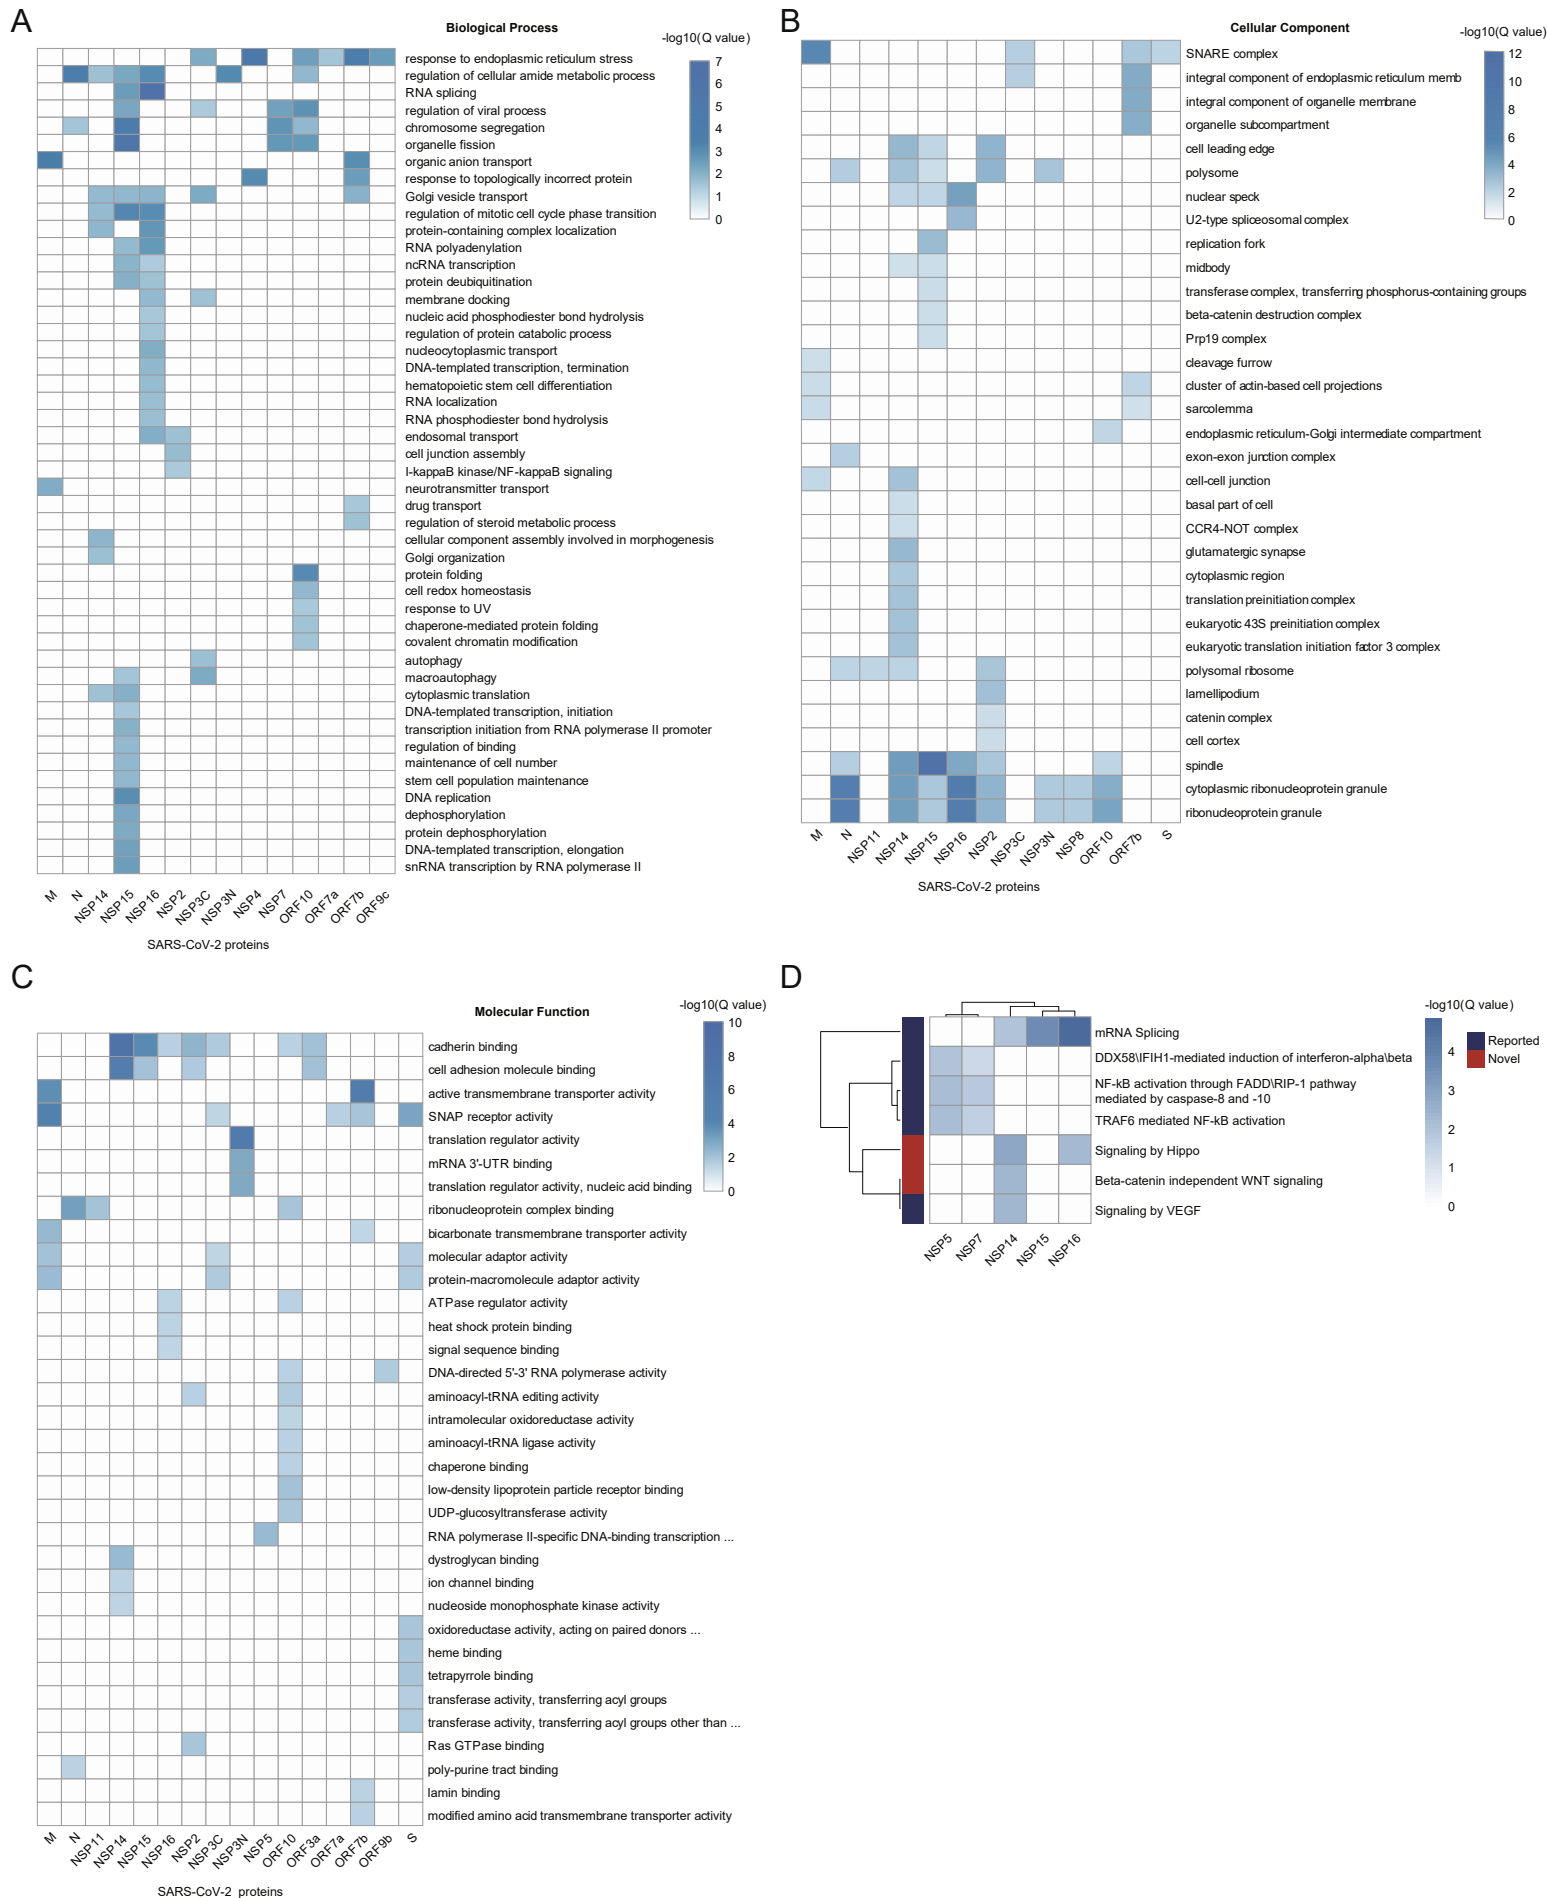 A
Biological Process
-log10(Q value)
response to endoplasmic reticulum stress
regulation of cellular amide metabolic process
RNA splicing
regulation of viral process
chromosome segregation
organelle fission
organic anion transport
response to topologically incorrect protein
Golgi vesicle transport
regulation of mitotic cell cycle phase transition
protein-containing complex localization
RNA polyadenylation
ncRNA transcription
protein deubiquitination
membrane docking
nucleic acid phosphodiester bond hydrolysis
regulation of protein catabolic process
nucleocytoplasmic transport
DNA-templated transcription, termination
hematopoietic stem cell differentiation
RNA localization
RNA phosphodiester bond hydrolysis
endosomal transport
cell junction assembly
I-kappaB kinase/NF-kappaB signaling
neurotransmitter transport
drug transport
regulation of steroid metabolic process
cellular component assembly involved in morphogenesis
Golgi organization
protein folding
cell redox homeostasis
response to UV
chaperone-mediated protein folding
covalent chromatin modification
autophagy
macroautophagy
cytoplasmic translation
DNA-templated transcription, initiation
transcription initiation from RNA polymerase II promoter
regulation of binding
maintenance of cell number
stem cell population maintenance
DNA replication
dephosphorylation
protein dephosphorylation
DNA-templated transcription, elongation
snRNA transcription by RNA polymerase II
7
6
5
4
3
2
1
0
M N NSP14 NSP15 NSP16 NSP2 NSP3C NSP3N NSP4 NSP7 ORF10 ORF7a ORF7b ORF9c
SARS-CoV-2 proteins
B
Cellular Component
-log10(Q value)
SNARE complex
integral component of endoplasmic reticulum memb
integral component of organelle membrane
organelle subcompartment
cell leading edge
polysome
nuclear speck
U2-type spliceosomal complex
replication fork
midbody
transferase complex, transferring phosphorus-containing groups
beta-catenin destruction complex
Prp19 complex
cleavage furrow
cluster of actin-based cell projections
sarcolemma
endoplasmic reticulum-Golgi intermediate compartment
exon-exon junction complex
cell-cell junction
basal part of cell
CCR4-NOT complex
glutamatergic synapse
cytoplasmic region
translation preinitiation complex
eukaryotic 43S preinitiation complex
eukaryotic translation initiation factor 3 complex
polysomal ribosome
lamellipodium
catenin complex
cell cortex
spindle
cytoplasmic ribonucleoprotein granule
ribonucleoprotein granule
12
10
8
6
4
2
0
M N NSP11 NSP14 NSP15 NSP16 NSP2 NSP3C NSP3N NSP8 ORF10 ORF7b S
SARS-CoV-2 proteins
C
Molecular Function
-log10(Q value)
cadherin binding
cell adhesion molecule binding
active transmembrane transporter activity
SNAP receptor activity
translation regulator activity
mRNA 3'-UTR binding
translation regulator activity, nucleic acid binding
ribonucleoprotein complex binding
bicarbonate transmembrane transporter activity
molecular adaptor activity
protein-macromolecule adaptor activity
ATPase regulator activity
heat shock protein binding
signal sequence binding
DNA-directed 5'-3' RNA polymerase activity
aminoacyl-tRNA editing activity
intramolecular oxidoreductase activity
aminoacyl-tRNA ligase activity
chaperone binding
low-density lipoprotein particle receptor binding
UDP-glucosyltransferase activity
RNA polymerase II-specific DNA-binding transcription ...
dystroglycan binding
ion channel binding
nucleoside monophosphate kinase activity
oxidoreductase activity, acting on paired donors ...
heme binding
tetrapyrrole binding
transferase activity, transferring acyl groups
transferase activity, transferring acyl groups other than ...
Ras GTPase binding
poly-purine tract binding
lamin binding
modified amino acid transmembrane transporter activity
10
8
6
4
2
0
M N NSP11 NSP14 NSP15 NSP16 NSP2 NSP3C NSP3N NSP5 ORF10 ORF3a ORF7a ORF7b ORF9b S
SARS-CoV-2 proteins
D
-log10(Q value)
mRNA Splicing
DDX58\IFIH1-mediated induction of interferon-alpha\beta
NF-kB activation through FADD\RIP-1 pathway
mediated by caspase-8 and -10
TRAF6 mediated NF-kB activation
Signaling by Hippo
Beta-catenin independent WNT signaling
Signaling by VEGF
4
3
2
1
0
Reported
Novel
NSP5 NSP7 NSP14 NSP15 NSP16